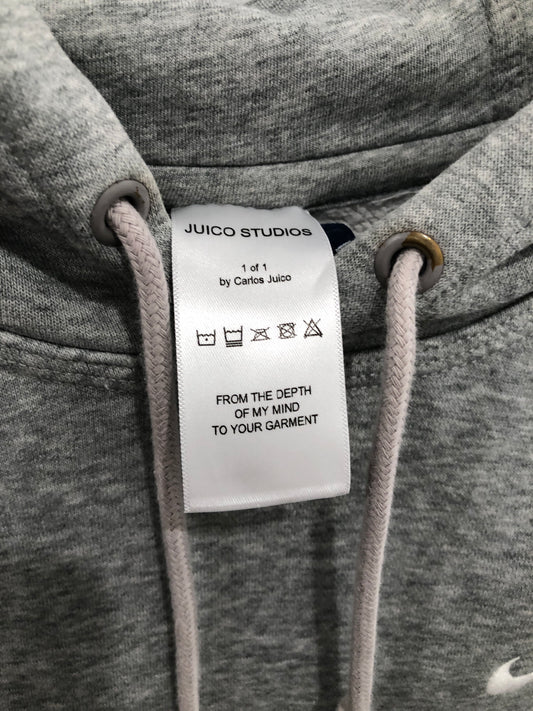 JUICO STUDIOS
1 of 1
by Carlos Juico
FROM THE DEPTH
OF MY MIND
TO YOUR GARMENT